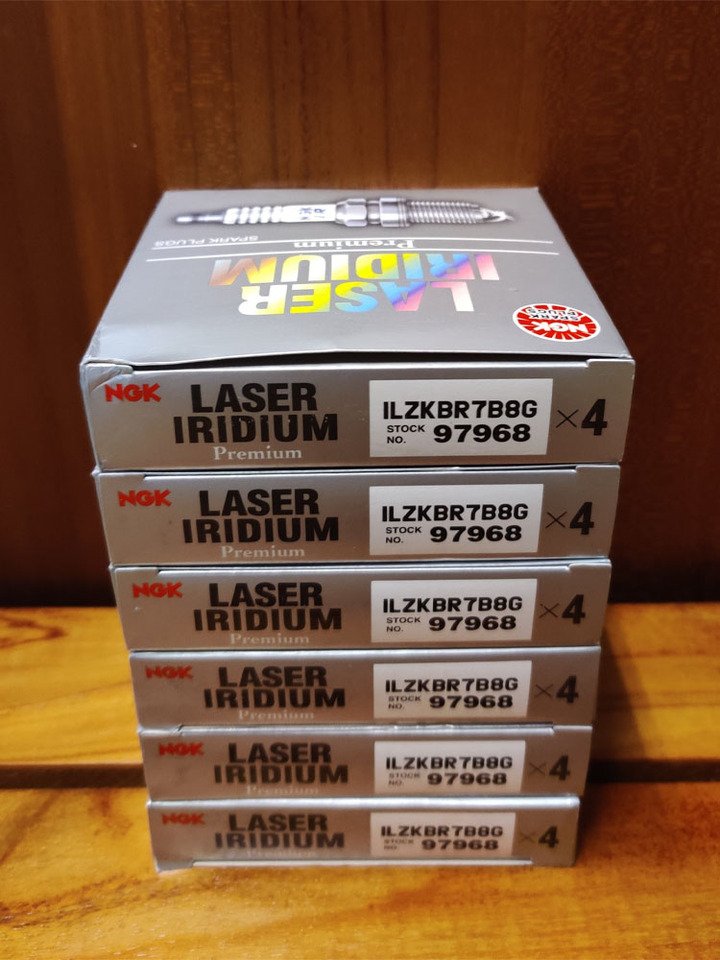 LASER
IRIDIUM
Premium
SPARK PLUGS
NGK
SPARK
PLUGS
NGK
LASER
IRIDIUM
Premium
ILZKBR7B8G
STOCK
NO. 97968
×4
NGK
LASER
IRIDIUM
Premium
ILZKBR7B8G
STOCK
NO. 97968
×4
NGK
LASER
IRIDIUM
Premium
ILZKBR7B8G
STOCK
NO. 97968
×4
NGK
LASER
IRIDIUM
Premium
ILZKBR7B8G
STOCK
NO. 97968
×4
NGK
LASER
IRIDIUM
Premium
ILZKBR7B8G
STOCK
NO. 97968
×4
NGK
LASER
IRIDIUM
Premium
ILZKBR7B8G
STOCK
NO. 97968
×4